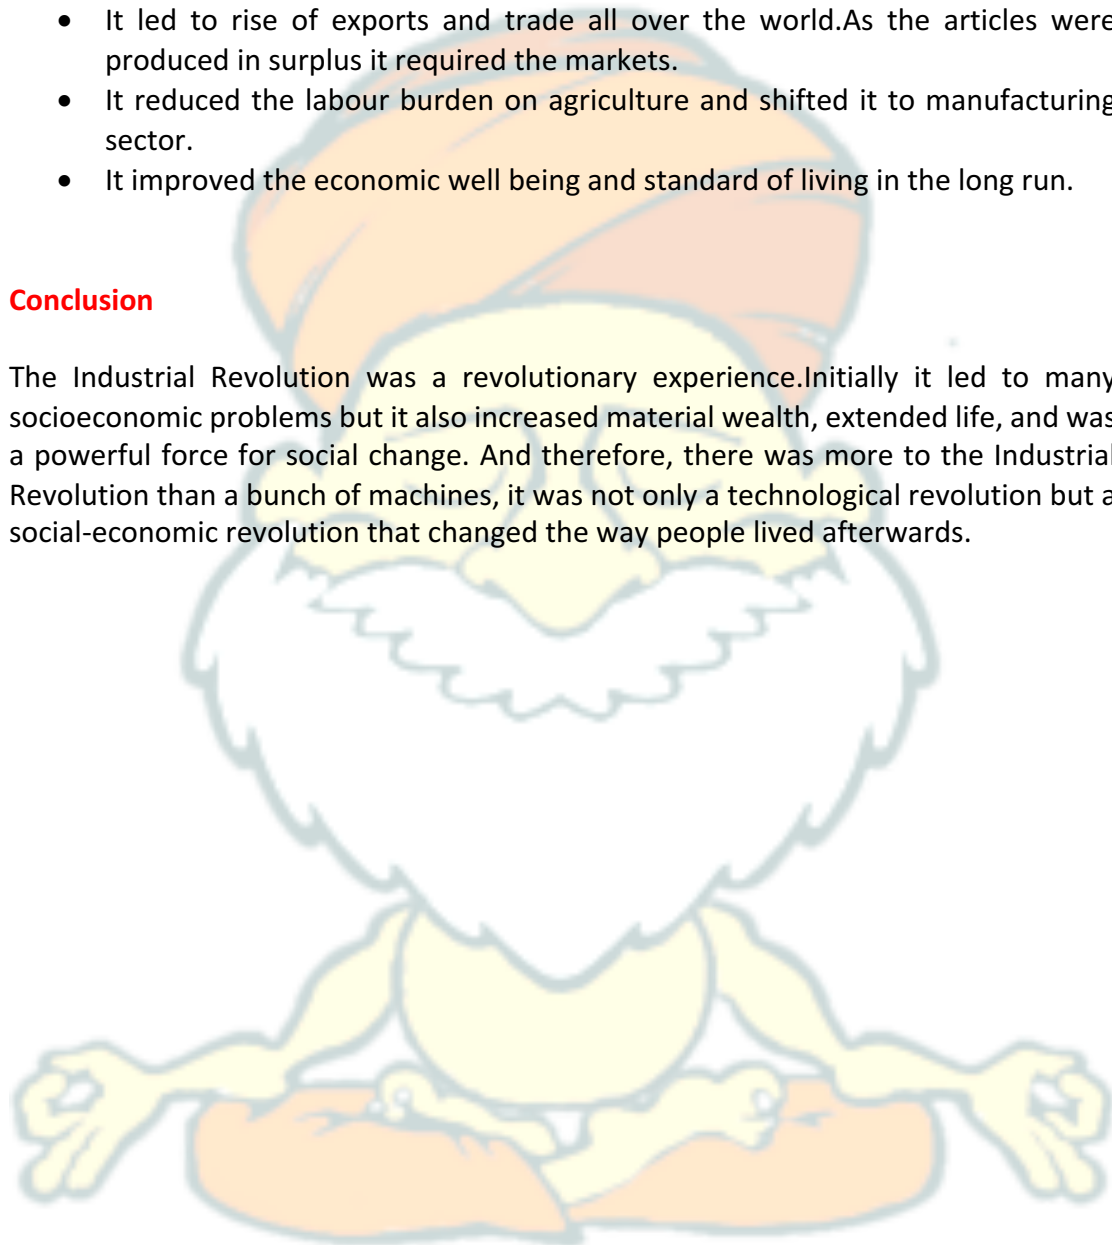 • It led to rise of exports and trade all over the world.As the articles were
produced in surplus it required the markets.
• It reduced the labour burden on agriculture and shifted it to manufacturing
sector.
• It improved the economic well being and standard of living in the long run.
Conclusion
The Industrial Revolution was a revolutionary experience.Initially it led to many
socioeconomic problems but it also increased material wealth, extended life, and was
a powerful force for social change. And therefore, there was more to the Industrial
Revolution than a bunch of machines, it was not only a technological revolution but a
social-economic revolution that changed the way people lived afterwards.